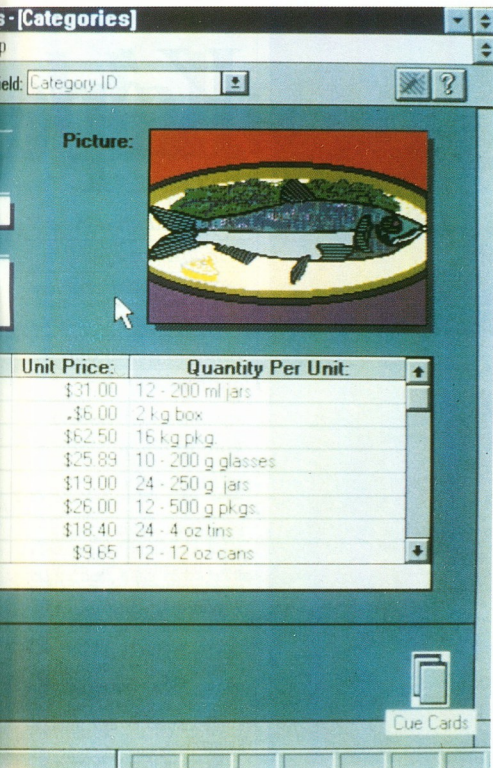 s - [Categories]
p
ield: Category ID
?
Picture:
Unit Price: Quantity Per Unit:
$31.00 12 - 200 ml jars
$6.00 2 kg box
$62.50 16 kg pkg.
$25.89 10 - 200 g glasses
$19.00 24 - 250 g jars
$26.00 12 - 500 g pkgs.
$18.40 24 - 4 oz tins
$9.65 12 - 12 oz cans
Cue Cards